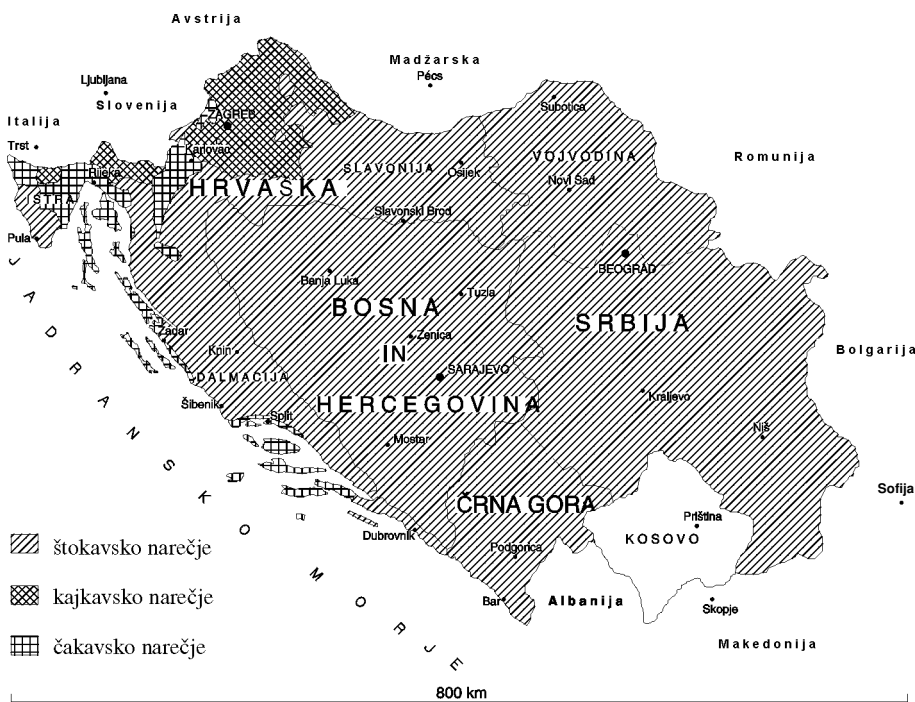 Avstrija
Madžarska
Pécs
Ljubljana
Slovenija
Italija
Trst
ZAGREB
Karlovac
Rijeka
ISTRA
Pula
HRVAŠKA
SLAVONIJA
Osijek
Slavonski Brod
Subotica
VOJVODINA
Novi Sad
Romunija
BEOGRAD
Banja Luka
BOSNA
IN
HERCEGOVINA
Tuzla
Zenica
SARAJEVO
Mostar
SRBIJA
Kraljevo
Niš
Bolgarija
Sofija
Zadar
Knin
DALMACIJA
Šibenik
Split
Dubrovnik
ČRNA GORA
Podgorica
Bar
Albanija
Priština
KOSOVO
Skopje
Makedonija
JADRANSKO MORJE
štokavsko narečje
kajkavsko narečje
čakavsko narečje
800 km